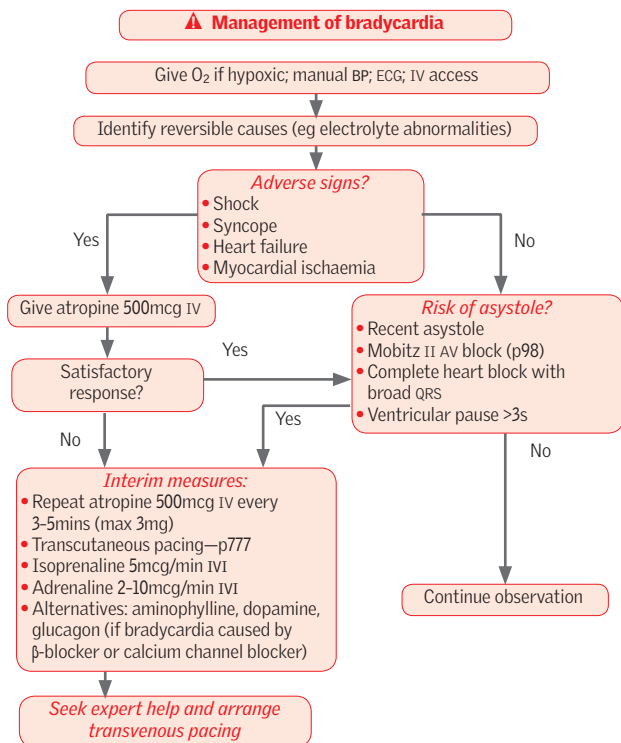 ⚠ Management of bradycardia
Give O₂ if hypoxic; manual BP; ECG; IV access
Identify reversible causes (eg electrolyte abnormalities)
Adverse signs?
• Shock
• Syncope
• Heart failure
• Myocardial ischaemia
Yes
No
Give atropine 500mcg IV
Risk of asystole?
• Recent asystole
• Mobitz II AV block (p98)
• Complete heart block with
broad QRS
• Ventricular pause >3s
Satisfactory
response?
Yes
No
Yes
No
Interim measures:
• Repeat atropine 500mcg IV every
3–5mins (max 3mg)
• Transcutaneous pacing—p777
• Isoprenaline 5mcg/min IVI
• Adrenaline 2–10mcg/min IVI
• Alternatives: aminophylline, dopamine,
glucagon (if bradycardia caused by
β-blocker or calcium channel blocker)
Continue observation
Seek expert help and arrange
transvenous pacing